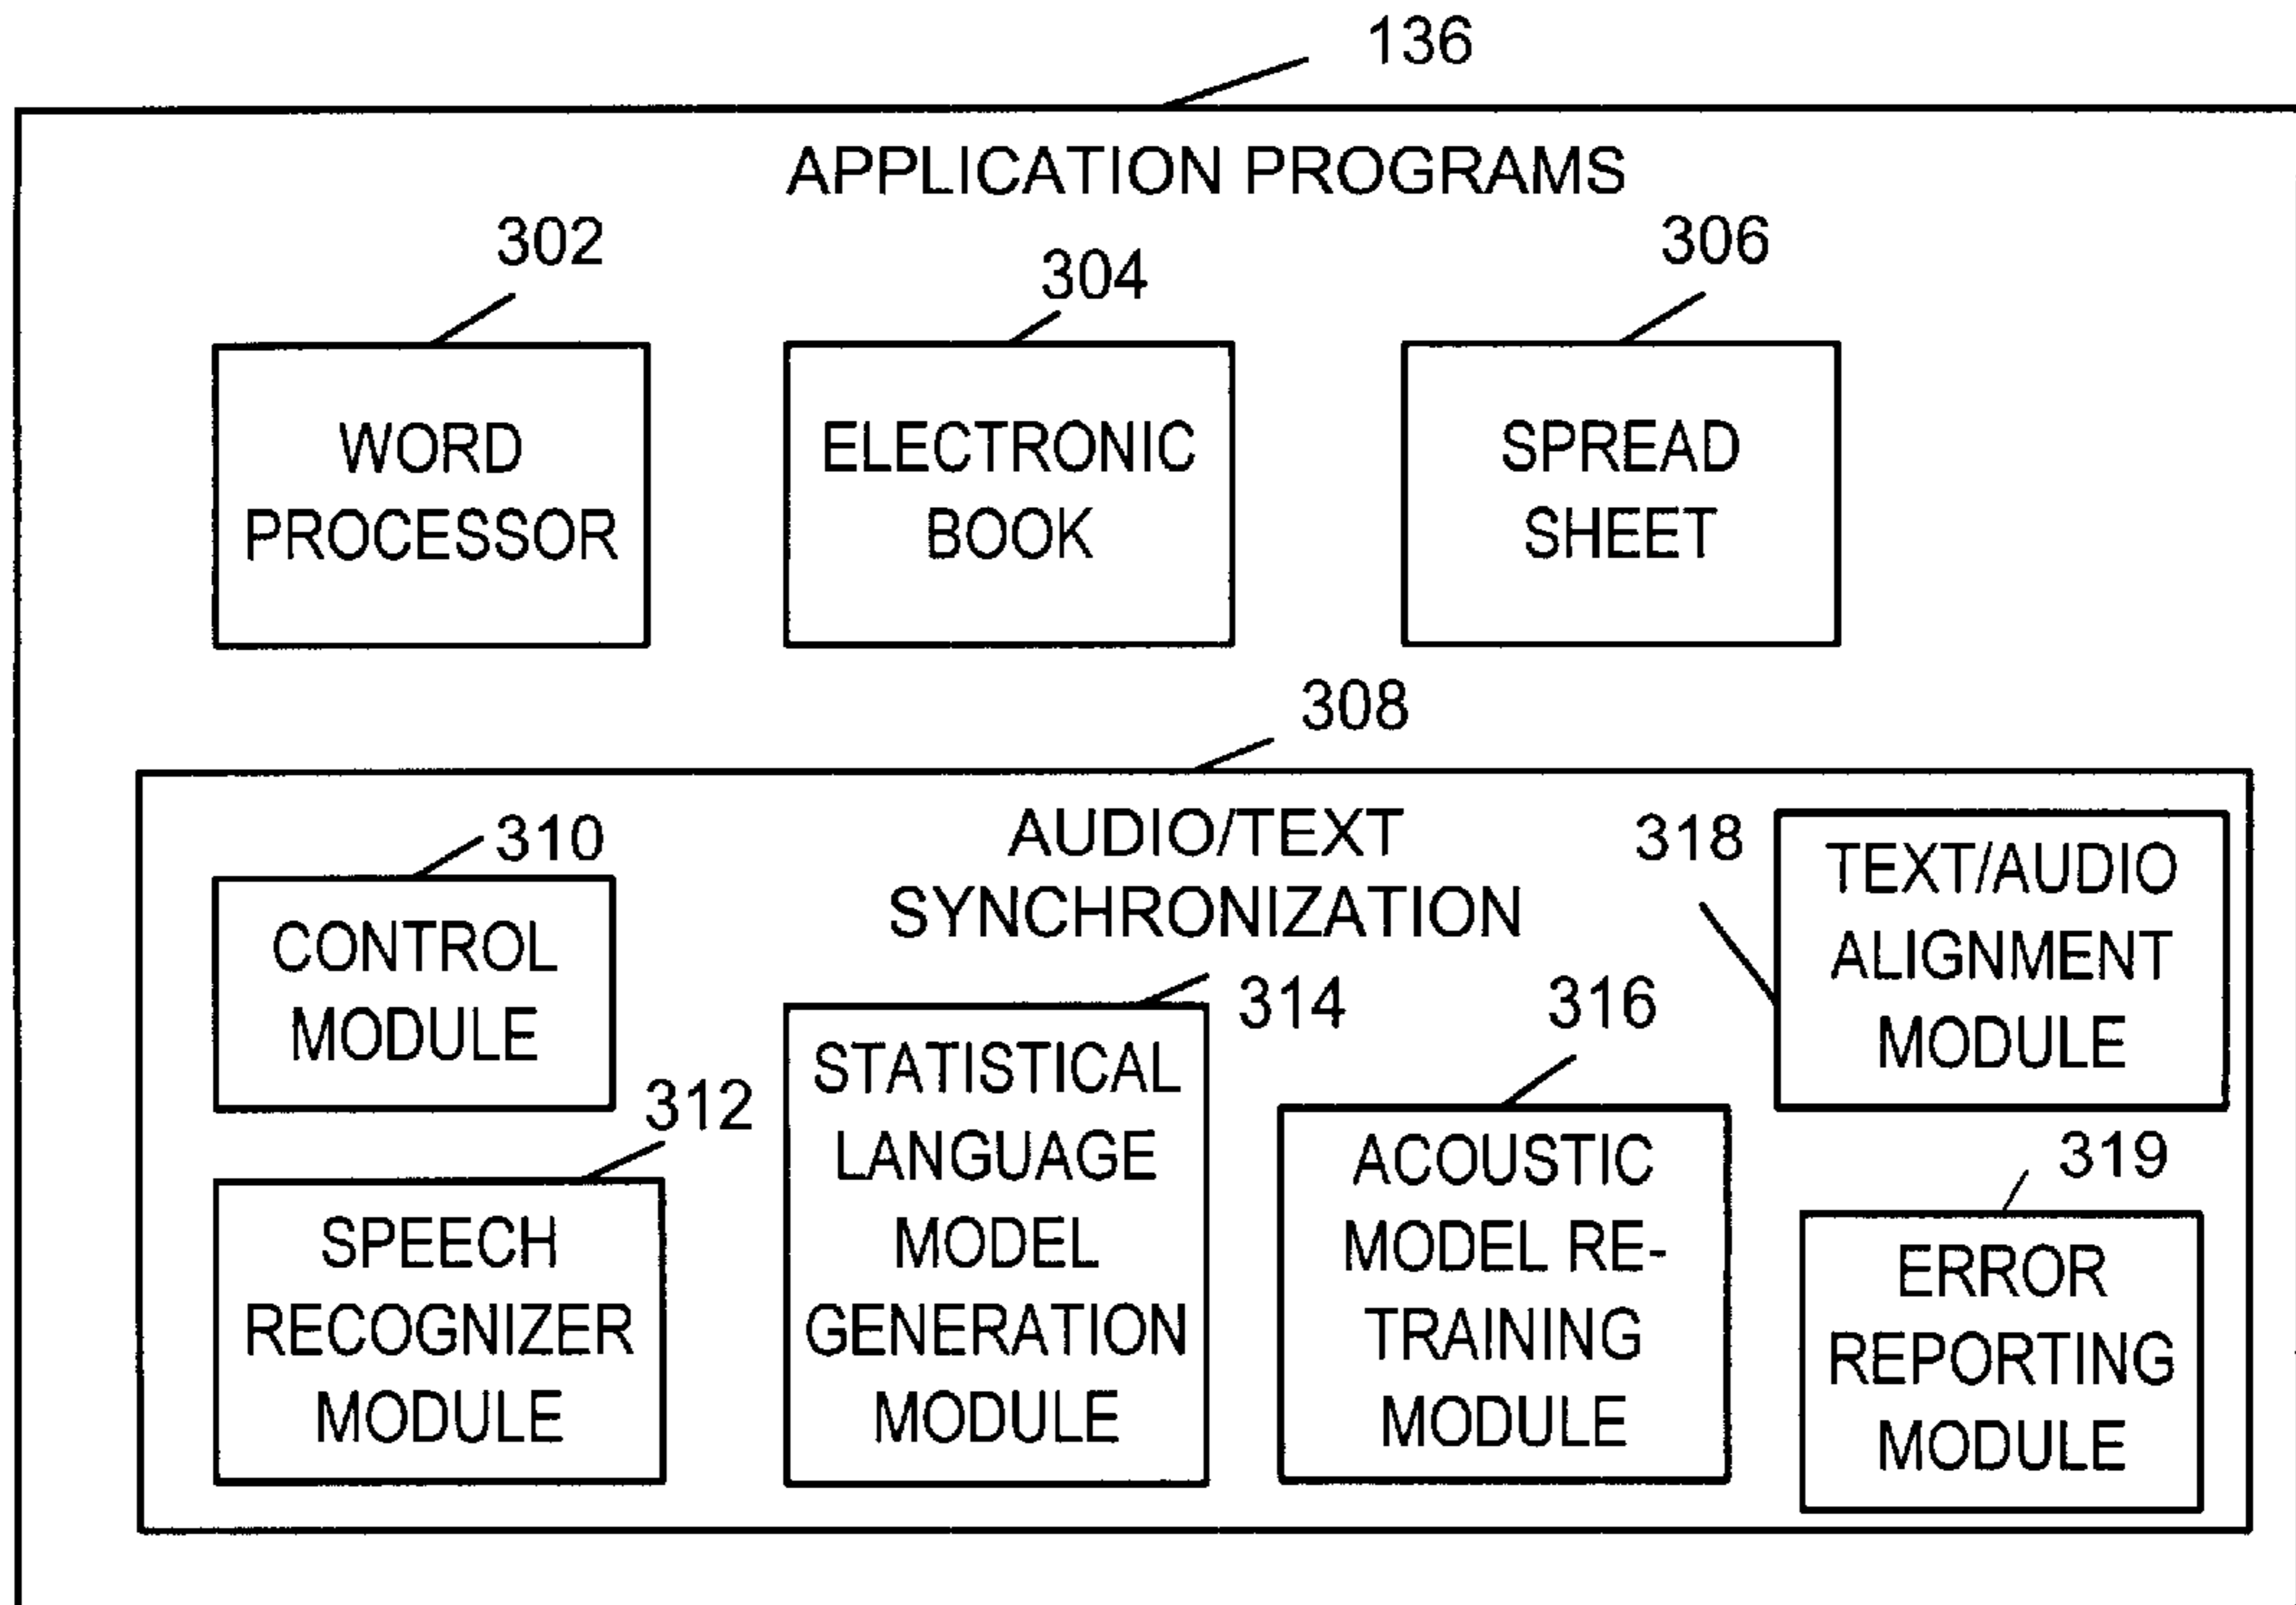 136
APPLICATION PROGRAMS
302
304
306
WORD
PROCESSOR
ELECTRONIC
BOOK
SPREAD
SHEET
308
AUDIO/TEXT
SYNCHRONIZATION
310
CONTROL
MODULE
312
SPEECH
RECOGNIZER
MODULE
314
STATISTICAL
LANGUAGE
MODEL
GENERATION
MODULE
316
ACOUSTIC
MODEL RE-
TRAINING
MODULE
318
TEXT/AUDIO
ALIGNMENT
MODULE
319
ERROR
REPORTING
MODULE